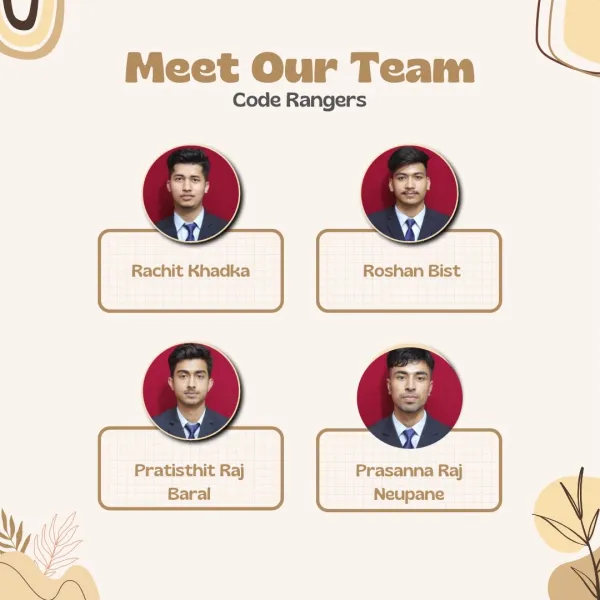 Meet Our Team
Code Rangers
Rachit Khadka
Roshan Bist
Pratisthit Raj
Baral
Prasanna Raj
Neupane